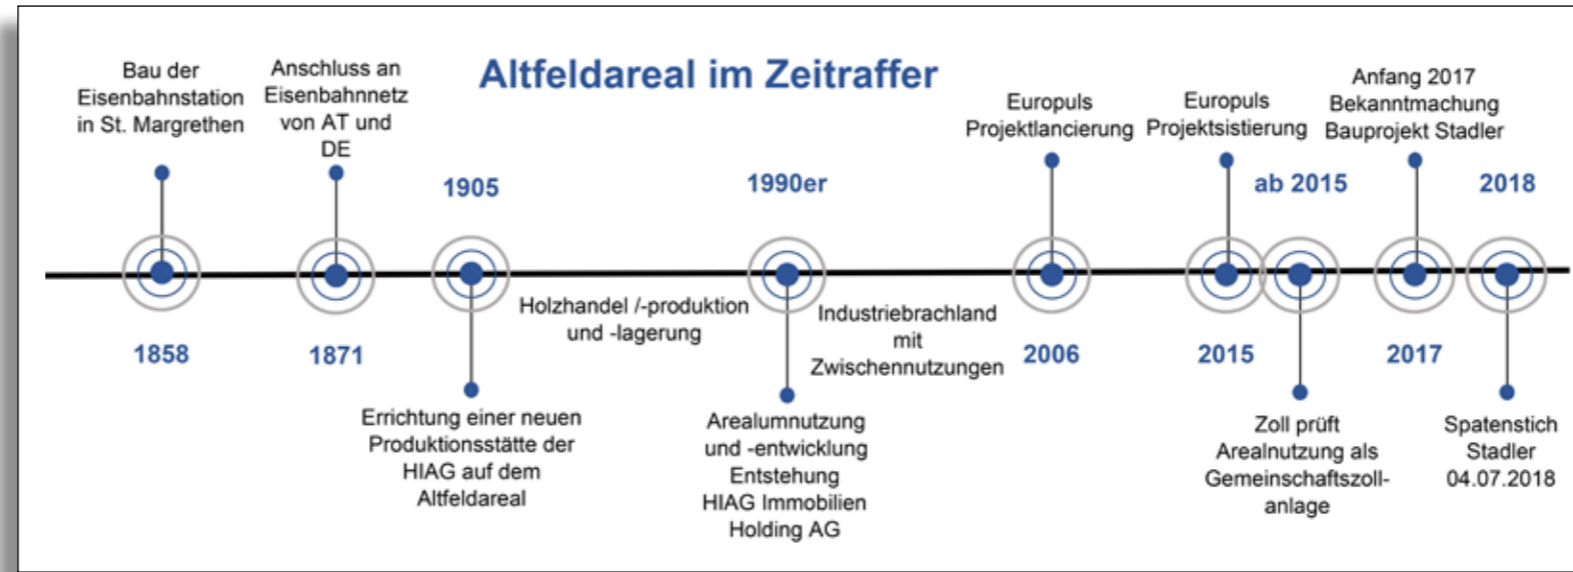 Altfeldareal im Zeitraffer
Bau der
Eisenbahnstation
in St. Margrethen
1858
Anschluss an
Eisenbahnnetz
von AT und
DE
1871
1905
Errichtung einer neuen
Produktionsstätte der
HIAG auf dem
Altfeldareal
Holzhandel /-produktion
und -lagerung
1990er
Arealumnutzung
und -entwicklung
Entstehung
HIAG Immobilien
Holding AG
Industriebrachland
mit
Zwischennutzungen
Europuls
Projektlancierung
2006
Europuls
Projektsistierung
2015
ab 2015
Zoll prüft
Arealnutzung als
Gemeinschaftszoll-
anlage
Anfang 2017
Bekanntmachung
Bauprojekt Stadler
2017
2018
Spatenstich
Stadler
04.07.2018